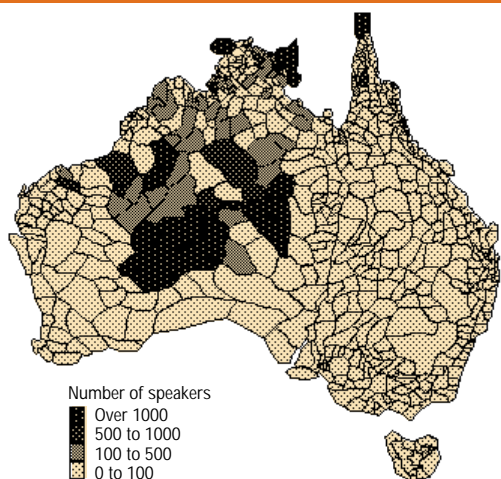 Number of speakers
Over 1000
500 to 1000
100 to 500
0 to 100